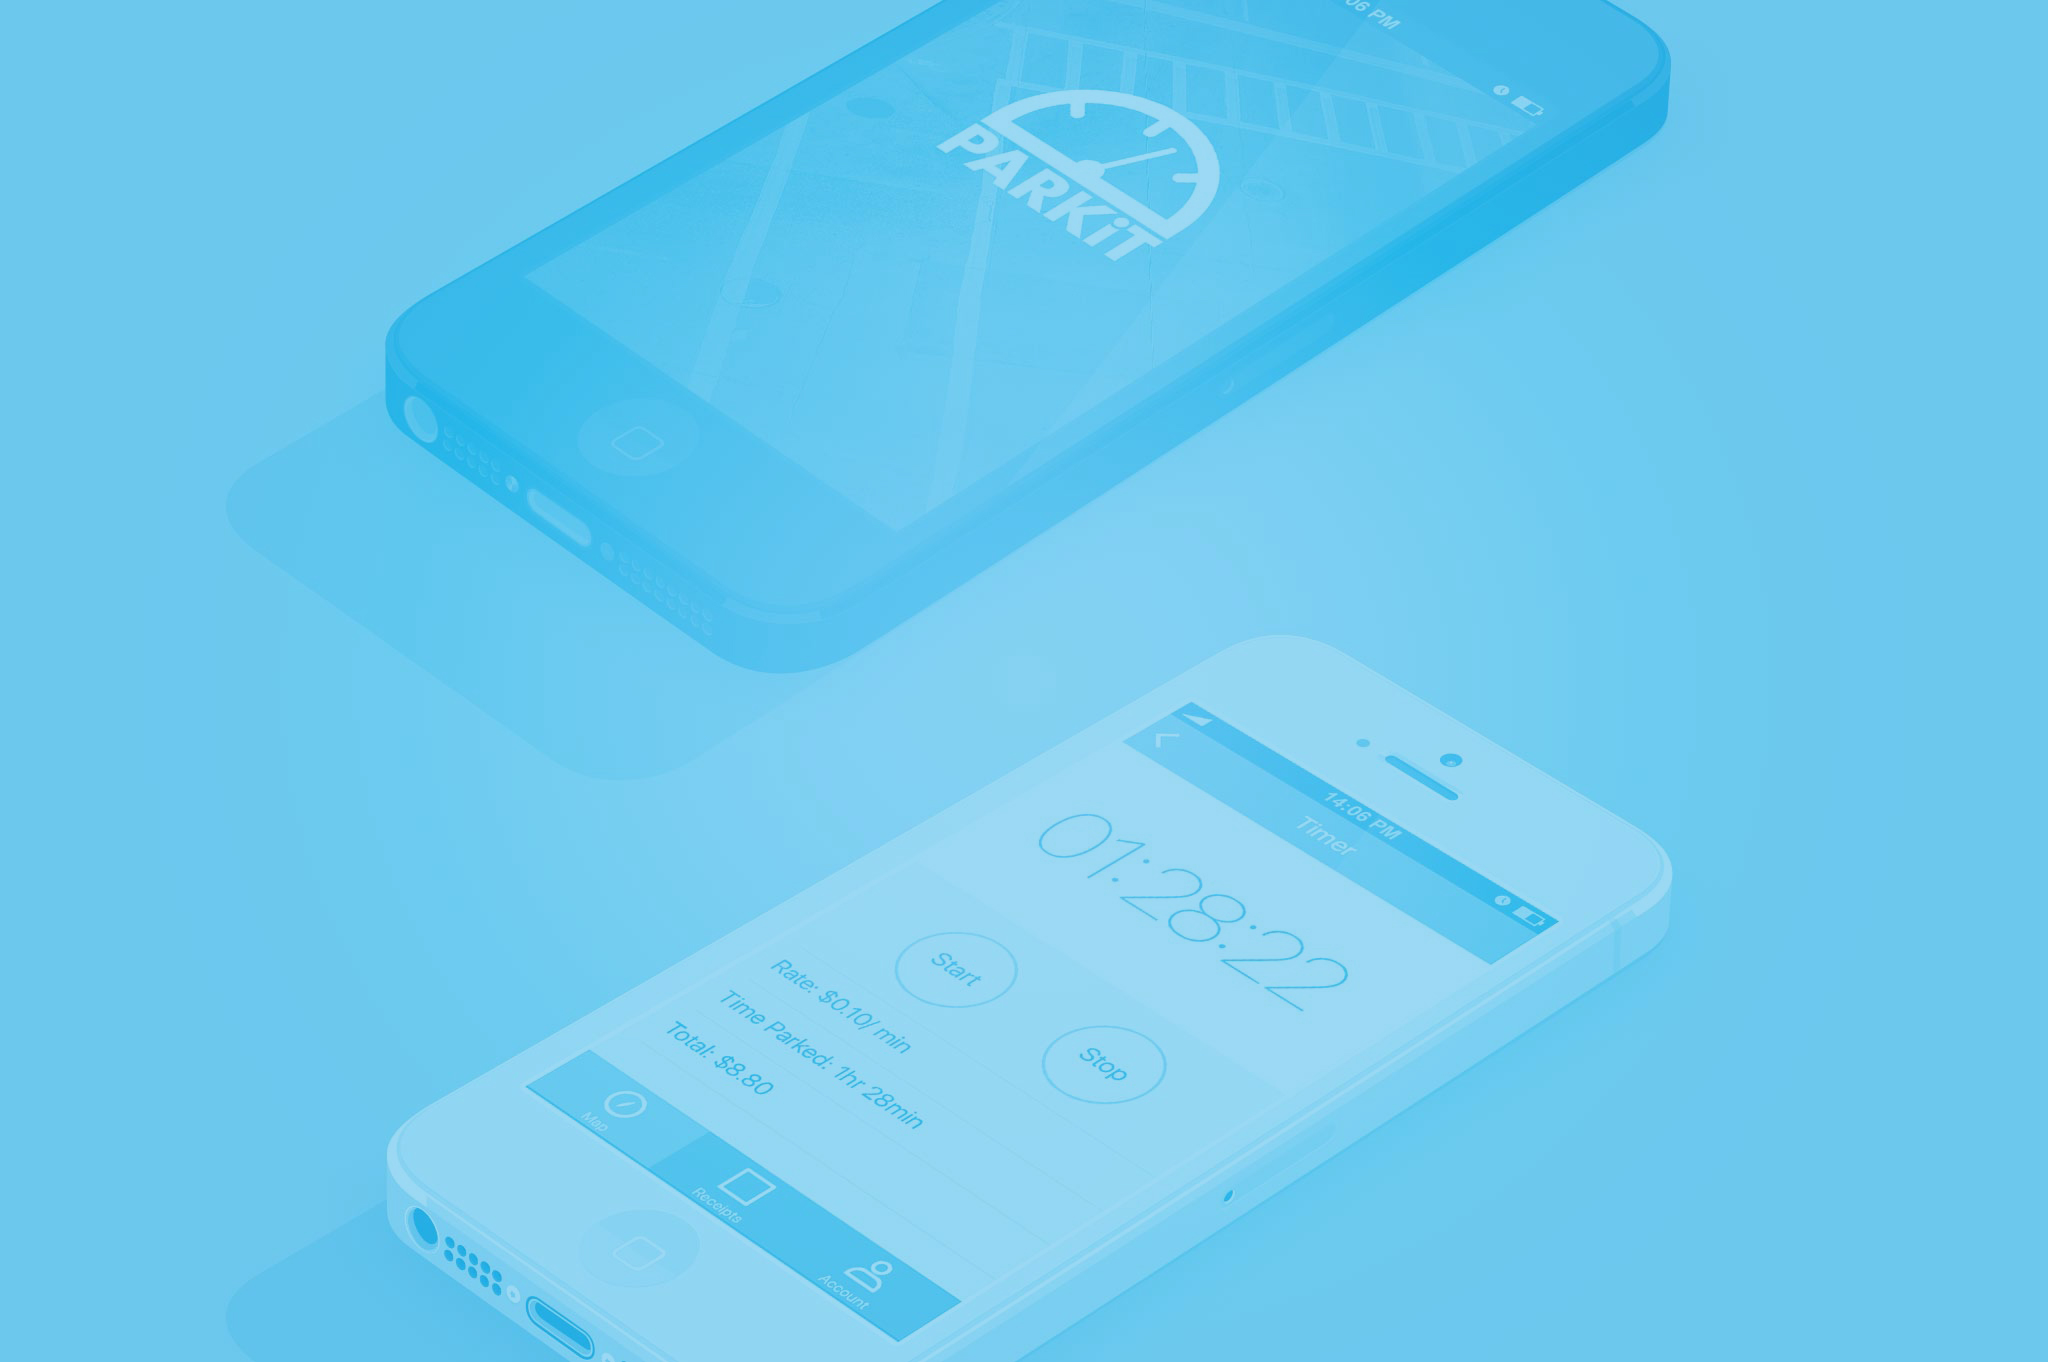 06 PM
PARKiT
14:06 PM
Timer
01:28:22
Start
Stop
Rate: $0.10/ min
Time Parked: 1hr 28min
Total: $8.80
Map
Receipts
Account